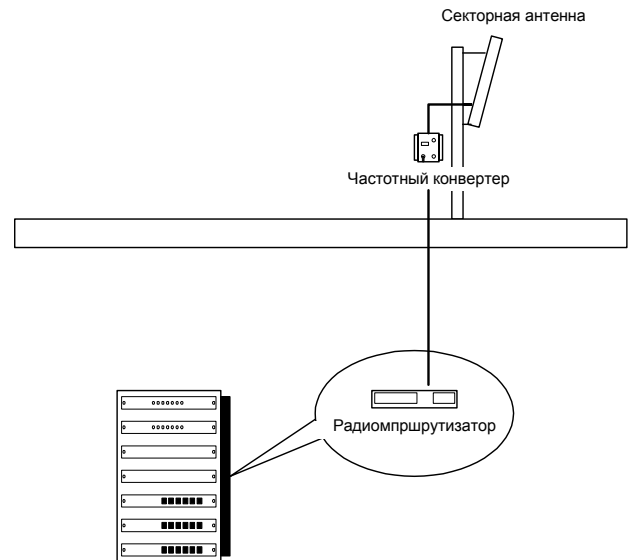 Секторная антенна
Частотный конвертер
Радиомпршрутизатор